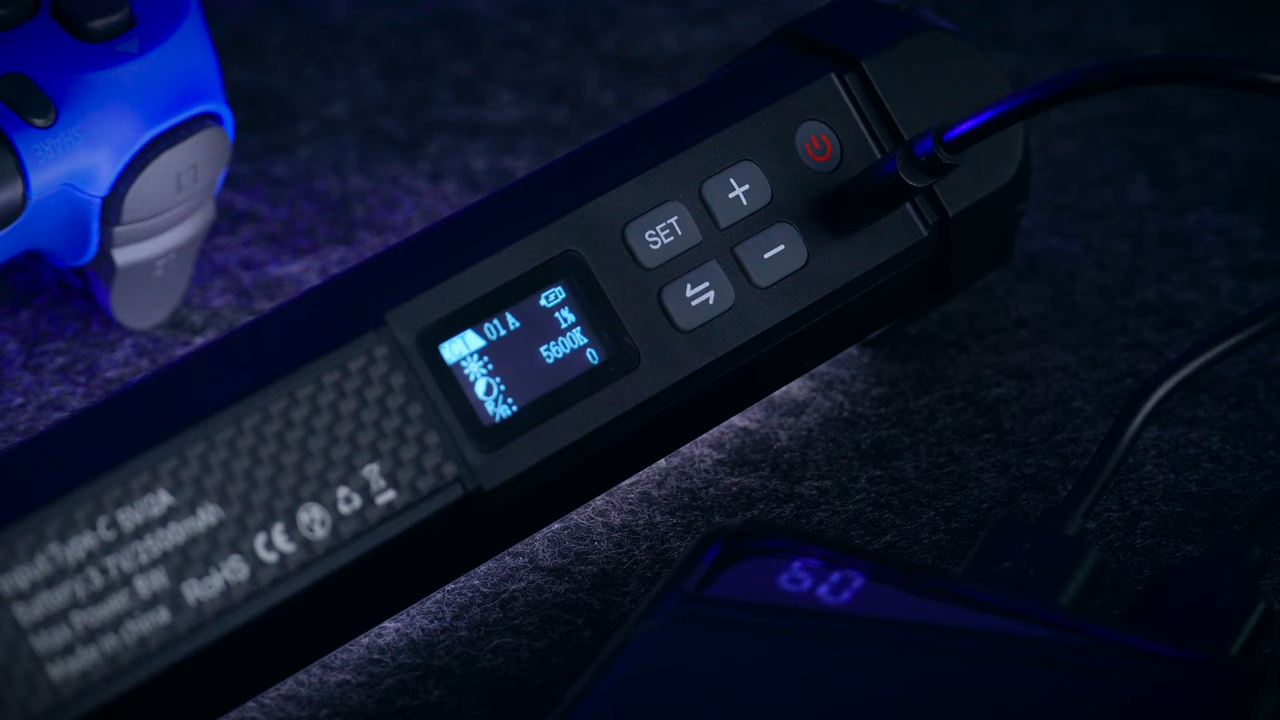 SHARE
SET
01A
1%
5600K
0
Input Type-C 5V/2A
Battery:3.7V/2500mAh
Max Power: 8W
Made in china
RoHS CE
60